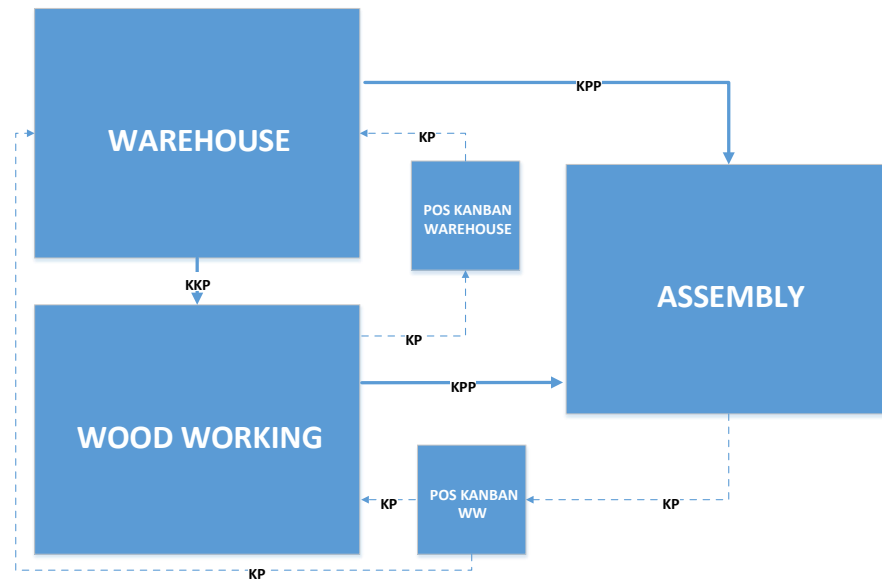 KPP
WAREHOUSE
KP
POS KANBAN
WAREHOUSE
KKP
ASSEMBLY
KP
KPP
WOOD WORKING
POS KANBAN
WW
KP
KP
KP